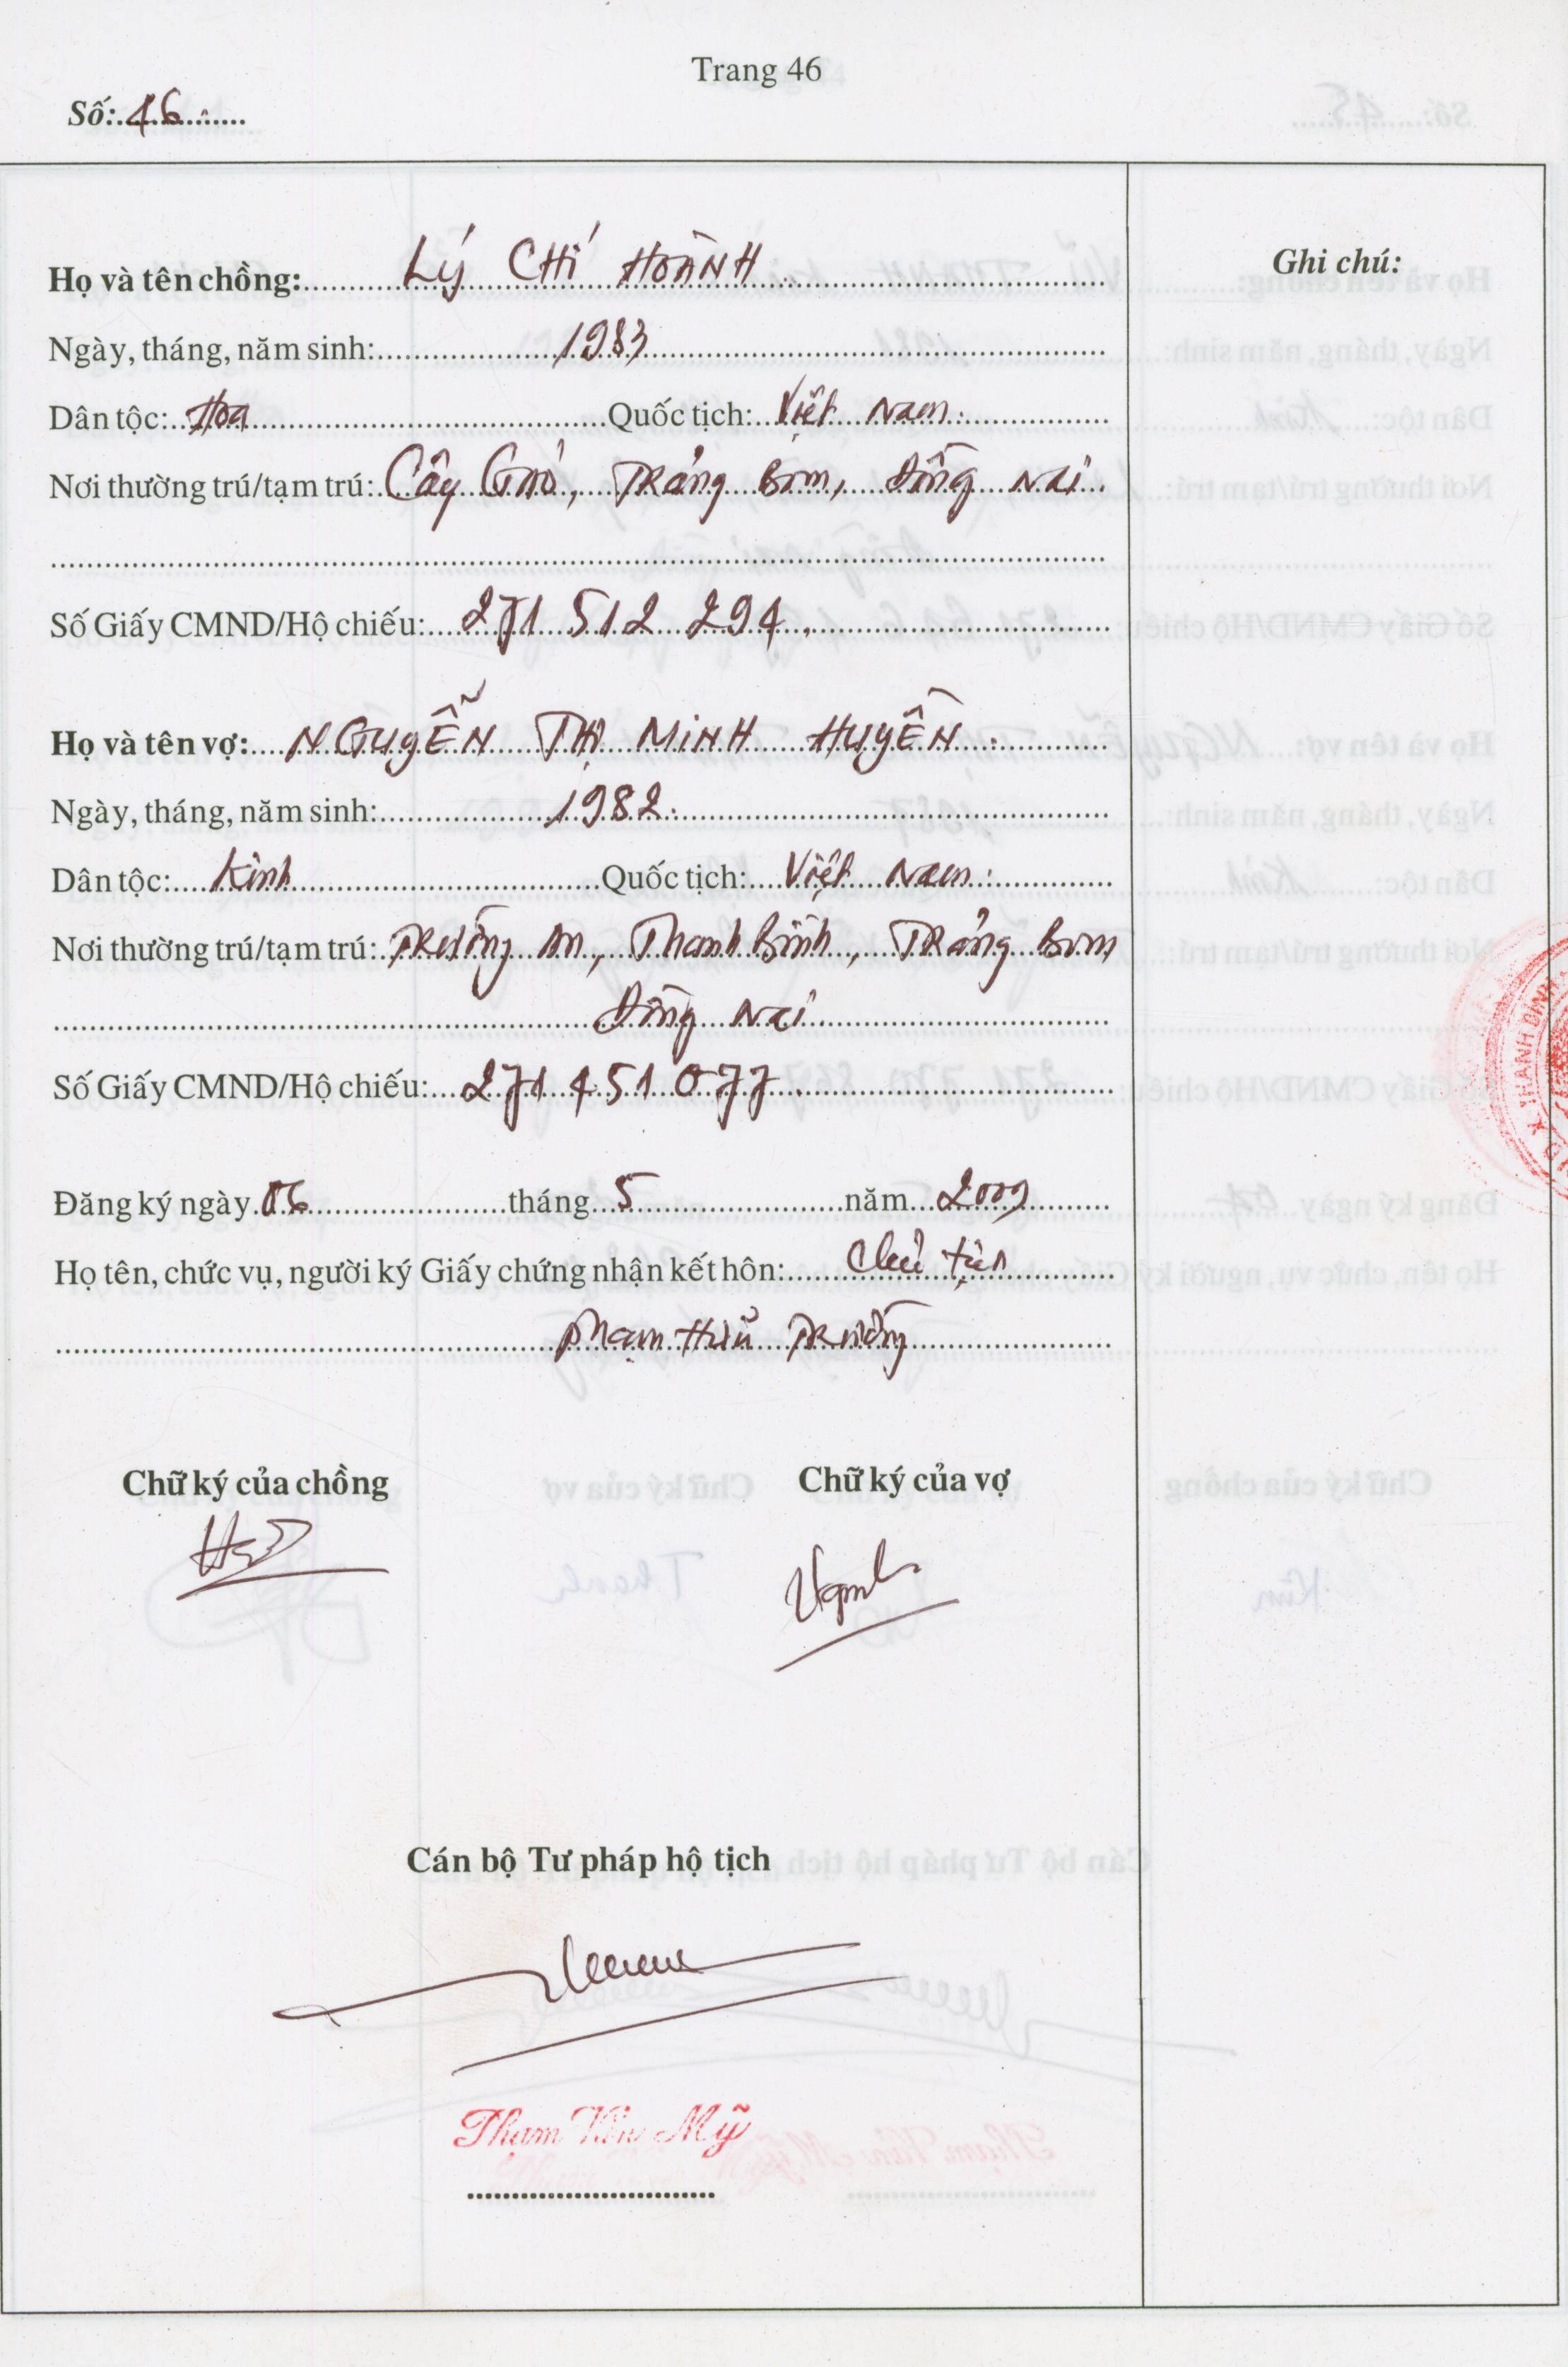 Trang 46
Số: 46
Ghi chú:
Họ và tên chồng: LÝ CHÍ HOÀNH
Ngày, tháng, năm sinh: 1983
Dân tộc: Hoa Quốc tịch: Việt Nam.
Nơi thường trú/tạm trú: Cây Gáo, Trảng Bom, Đồng Nai.
Số Giấy CMND/Hộ chiếu: 271 512 294.
Họ và tên vợ: NGUYỄN THỊ MINH HUYỀN.
Ngày, tháng, năm sinh: 1982.
Dân tộc: Kinh Quốc tịch: Việt Nam.
Nơi thường trú/tạm trú: Trường An, Thanh Bình, Trảng Bom,
Đồng Nai
Số Giấy CMND/Hộ chiếu: 271 451 077.
Đăng ký ngày 06 tháng 5 năm 2009
Họ tên, chức vụ, người ký Giấy chứng nhận kết hôn: Chủ tịch
Phạm Hữu Trường
Chữ ký của chồng Chữ ký của vợ
Cán bộ Tư pháp hộ tịch
Phạm Mỹ